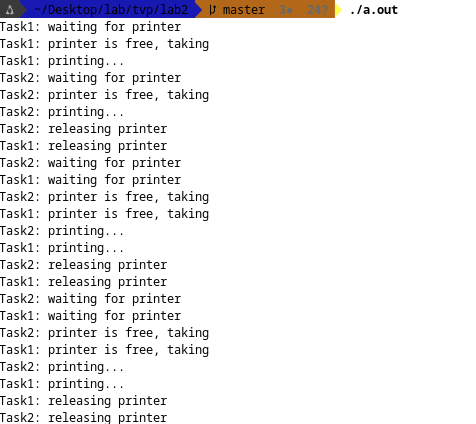 ~/Desktop/lab/tvp/lab2 master 3★ 24? ./a.out
Task1: waiting for printer
Task1: printer is free, taking
Task1: printing...
Task2: waiting for printer
Task2: printer is free, taking
Task2: printing...
Task2: releasing printer
Task1: releasing printer
Task2: waiting for printer
Task1: waiting for printer
Task2: printer is free, taking
Task1: printer is free, taking
Task2: printing...
Task1: printing...
Task2: releasing printer
Task1: releasing printer
Task2: waiting for printer
Task1: waiting for printer
Task2: printer is free, taking
Task1: printer is free, taking
Task2: printing...
Task1: printing...
Task1: releasing printer
Task2: releasing printer